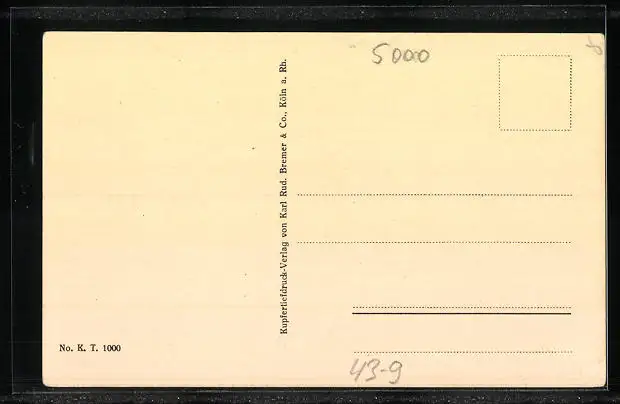 5000
Kupfertiefdruck-Verlag von Karl Rud. Bremer & Co., Köln a. Rh.
No. K. T. 1000
43-9